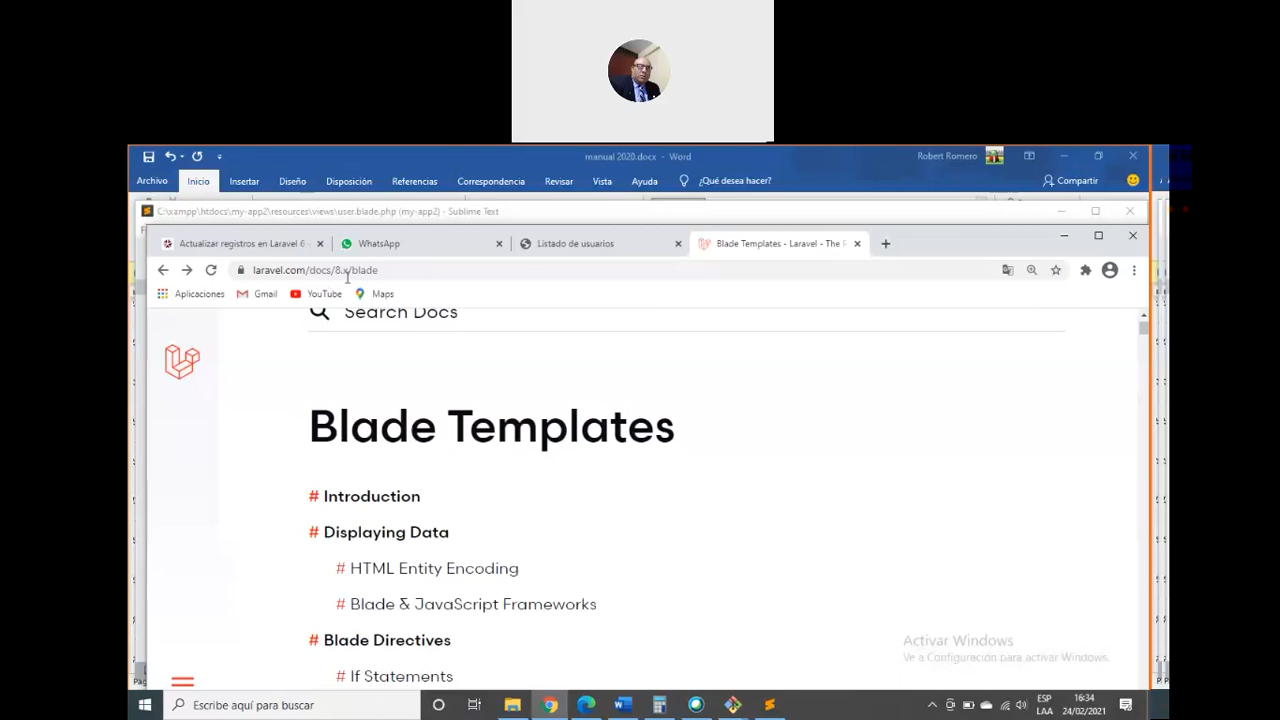 manual 2020.docx - Word
Robert Romero
Archivo Inicio Insertar Diseño Disposición Referencias Correspondencia Revisar Vista Ayuda ¿Qué desea hacer? Compartir
C:\xampp\htdocs\my-app2\resources\views\user.blade.php (my-app2) - Sublime Text
Actualizar registros en Laravel 6 - WhatsApp Listado de usuarios Blade Templates - Laravel - The P
laravel.com/docs/8.x/blade
Aplicaciones Gmail YouTube Maps
Search Docs
Blade Templates
# Introduction
# Displaying Data
# HTML Entity Encoding
# Blade & JavaScript Frameworks
# Blade Directives
# If Statements
Activar Windows
Ve a Configuración para activar Windows.
Escribe aquí para buscar
ESP
LAA
16:34
24/02/2021